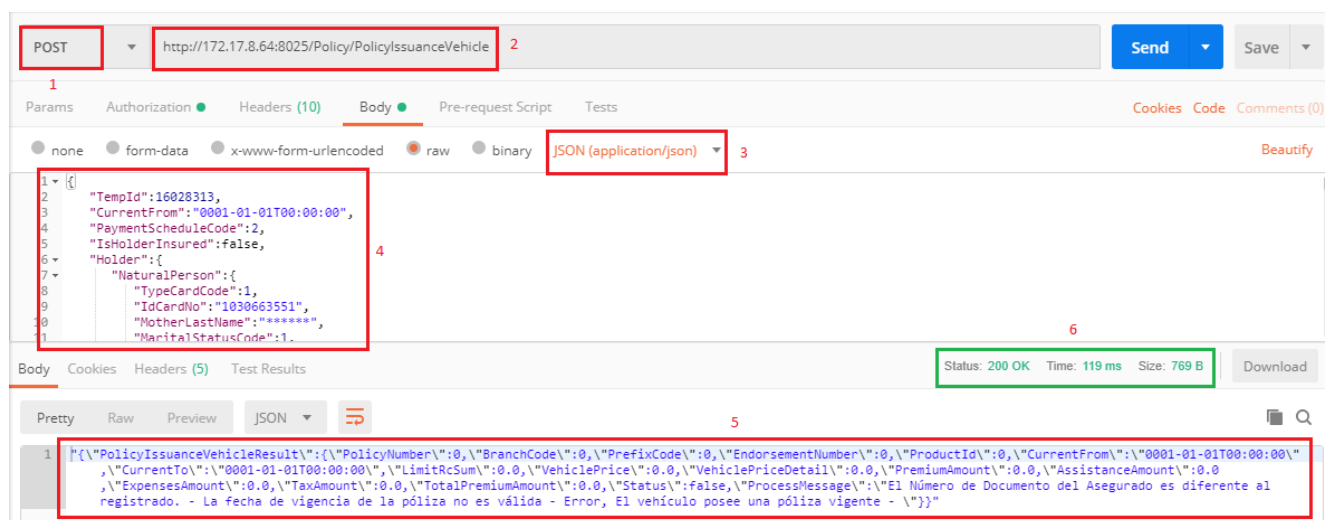 POST http://172.17.8.64:8025/Policy/PolicyIssuanceVehicle 2 Send Save
1
Params Authorization Headers (10) Body Pre-request Script Tests Cookies Code Comments (0)
none form-data x-www-form-urlencoded raw binary JSON (application/json) 3 Beautify
1 {
2 "TempId":16028313,
3 "CurrentFrom":"0001-01-01T00:00:00",
4 "PaymentScheduleCode":2,
5 "IsHolderInsured":false,
4
6 "Holder":{
7 "NaturalPerson":{
8 "TypeCardCode":1,
9 "IdCardNo":"1030663551",
10 "MotherLastName":"******",
11 "MaritalStatusCode":1,
6
Body Cookies Headers (5) Test Results Status: 200 OK Time: 119 ms Size: 769 B Download
Pretty Raw Preview JSON
5
1 "{\"PolicyIssuanceVehicleResult\":{\"PolicyNumber\":0,\"BranchCode\":0,\"PrefixCode\":0,\"EndorsementNumber\":0,\"ProductId\":0,\"CurrentFrom\":\"0001-01-01T00:00:00\"
,\"CurrentTo\":\"0001-01-01T00:00:00\",\"LimitRcSum\":0.0,\"VehiclePrice\":0.0,\"VehiclePriceDetail\":0.0,\"PremiumAmount\":0.0,\"AssistanceAmount\":0.0
,\"ExpensesAmount\":0.0,\"TaxAmount\":0.0,\"TotalPremiumAmount\":0.0,\"Status\":false,\"ProcessMessage\":\"El Número de Documento del Asegurado es diferente al
registrado. - La fecha de vigencia de la póliza no es válida - Error, El vehículo posee una póliza vigente - \"}}"